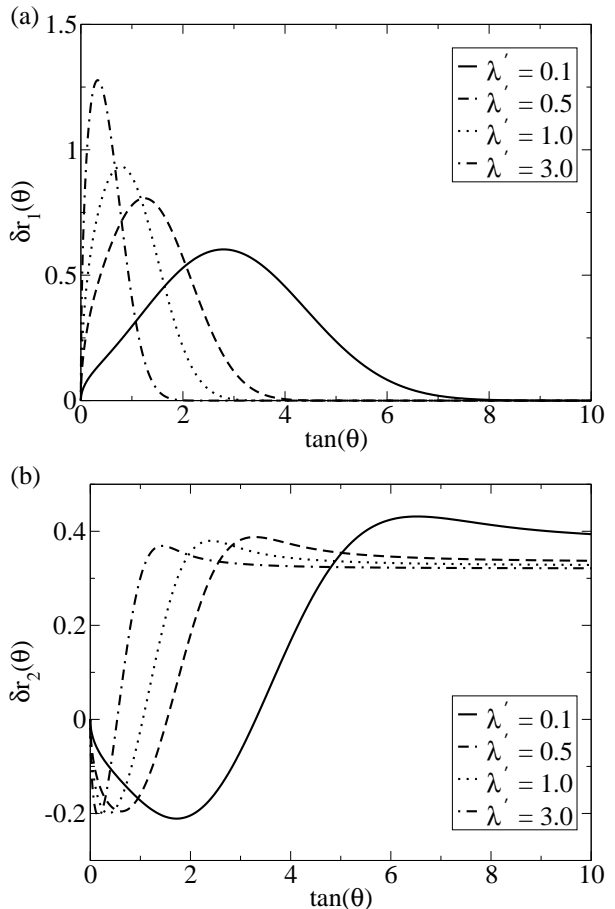 (a)
1.5
1
0.5
0
δr₁(θ)
λ′ = 0.1
λ′ = 0.5
λ′ = 1.0
λ′ = 3.0
0 2 4 6 8 10
tan(θ)
(b)
0.4
0.2
0
-0.2
δr₂(θ)
λ′ = 0.1
λ′ = 0.5
λ′ = 1.0
λ′ = 3.0
0 2 4 6 8 10
tan(θ)